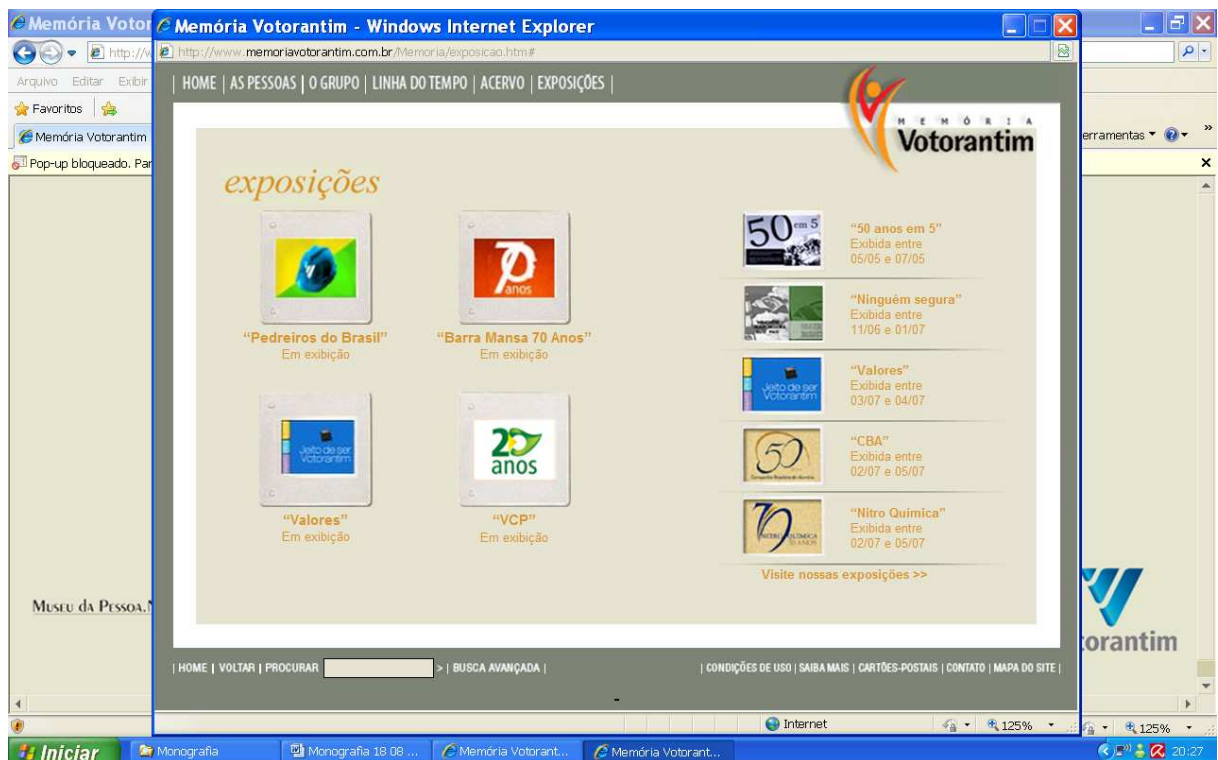 Memória Votor
Memória Votorantim - Windows Internet Explorer
http://w
http://www.memoriavotorantim.com.br/Memoria/exposicao.htm#
Arquivo Editar Exibir
Favoritos
Memória Votorantim
erramentas
Pop-up bloqueado. Par
| HOME | AS PESSOAS | O GRUPO | LINHA DO TEMPO | ACERVO | EXPOSIÇÕES |
MEMÓRIA
Votorantim
exposições
70
anos
"Pedreiros do Brasil"
Em exibição
"Barra Mansa 70 Anos"
Em exibição
Jeito de ser
Votorantim
20
anos
"Valores"
Em exibição
"VCP"
Em exibição
50 em 5
"50 anos em 5"
Exibida entre
05/05 e 07/05
"Ninguém segura"
Exibida entre
11/06 e 01/07
Jeito de ser
Votorantim
"Valores"
Exibida entre
03/07 e 04/07
50
"CBA"
Exibida entre
02/07 e 05/07
70
"Nitro Química"
Exibida entre
02/07 e 05/07
Visite nossas exposições >>
MUSEU DA PESSOA.N
orantim
| HOME | VOLTAR | PROCURAR > | BUSCA AVANÇADA |
| CONDIÇÕES DE USO | SAIBA MAIS | CARTÕES-POSTAIS | CONTATO | MAPA DO SITE |
Internet
125%
125%
Iniciar
Monografia
Monografia 18 08 ...
Memória Votorant...
Memória Votorant...
20:27